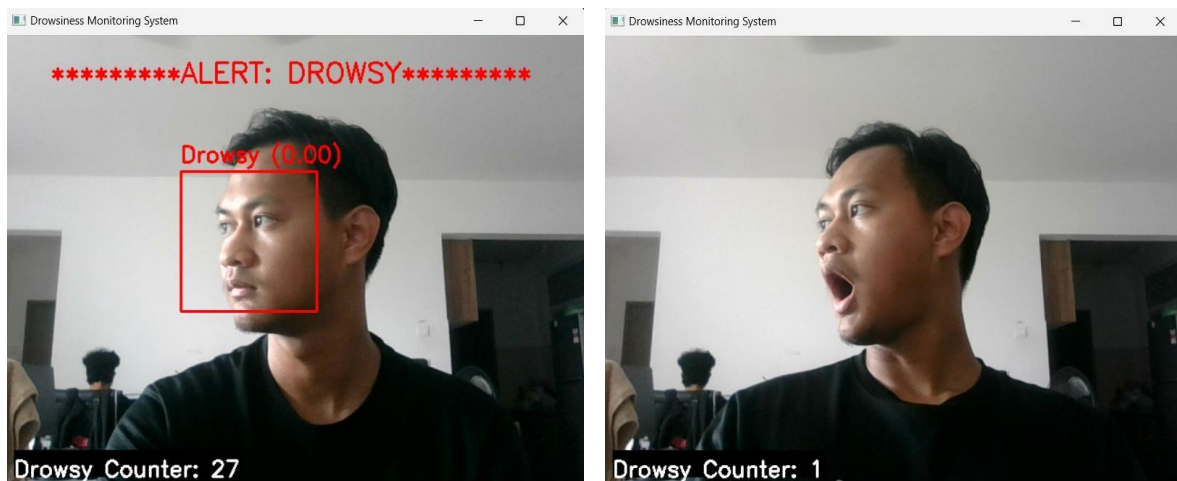 Drowsiness Monitoring System
*********ALERT: DROWSY*********
Drowsy (0.00)
Drowsy Counter: 27
Drowsiness Monitoring System
Drowsy Counter: 1